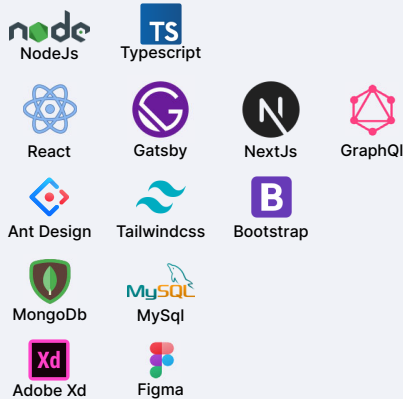 node
TS
NodeJs
Typescript
N
React
Gatsby
NextJs
GraphQl
B
Ant Design
Tailwindcss
Bootstrap
MySQL
MongoDb
MySql
Xd
Adobe Xd
Figma